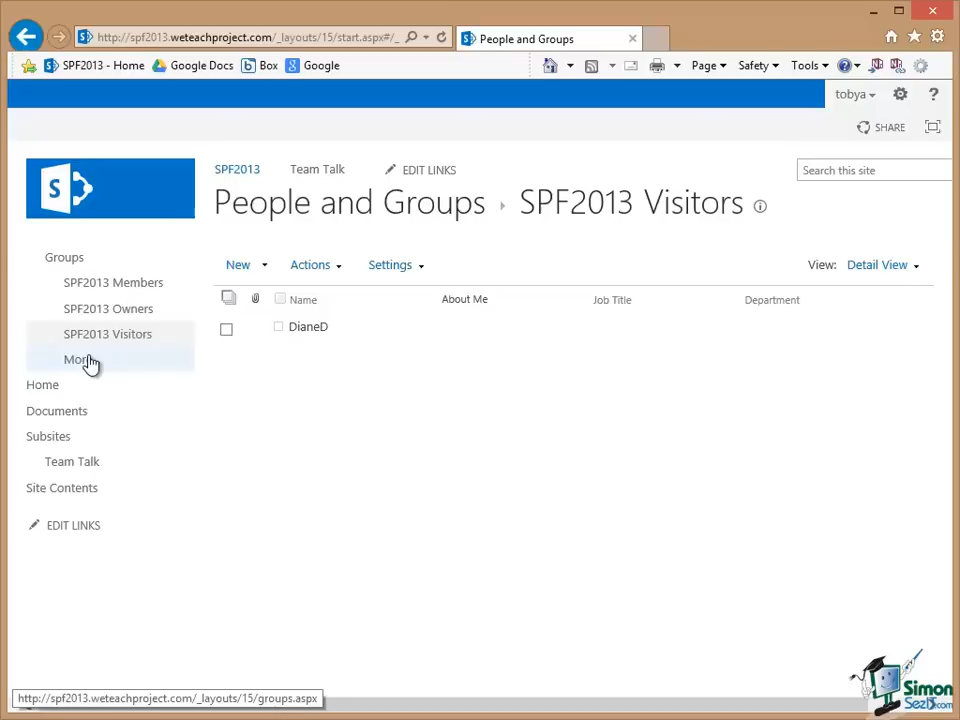 http://spf2013.weteachproject.com/_layouts/15/start.aspx#/_
People and Groups
SPF2013 - Home
Google Docs
Box
Google
Page
Safety
Tools
tobya
SHARE
SPF2013
Team Talk
EDIT LINKS
Search this site
People and Groups
SPF2013 Visitors
Groups
SPF2013 Members
SPF2013 Owners
SPF2013 Visitors
Home
Documents
Subsites
Team Talk
Site Contents
EDIT LINKS
New
Actions
Settings
View: Detail View
Name
About Me
Job Title
Department
DianeD
http://spf2013.weteachproject.com/_layouts/15/groups.aspx
Simon
SezIT.com